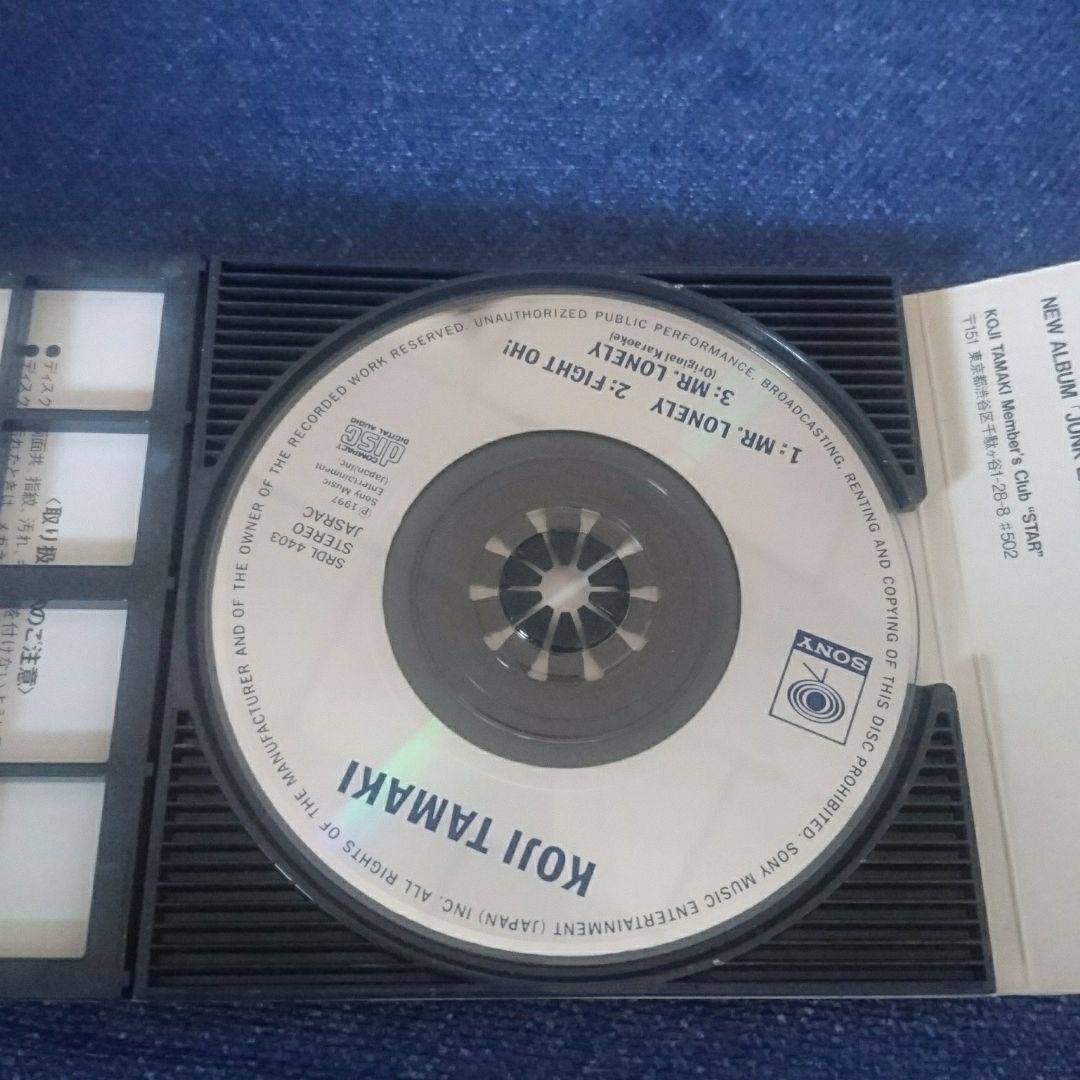 KOJI TAMAKI
SONY
SRDL 4403
STEREO
JASRAC
P 1997
Sony Music
Entertainment
(Japan)Inc.
COMPACT
disc
DIGITAL AUDIO
1: MR. LONELY 2: FIGHT OH!
3: MR. LONELY
(Original Karaoke)
ALL RIGHTS OF THE MANUFACTURER AND OF THE OWNER OF THE RECORDED WORK RESERVED. UNAUTHORIZED PUBLIC PERFORMANCE, BROADCASTING, RENTING AND COPYING OF THIS DISC PROHIBITED. SONY MUSIC ENTERTAINMENT (JAPAN) INC.
NEW ALBUM
KOJI TAMAKI Member's Club "STAR"
〒151 東京都渋谷区千駄ヶ谷1-28-8 #502
〈取り扱 のご注意〉
●ディスク
●ディスク